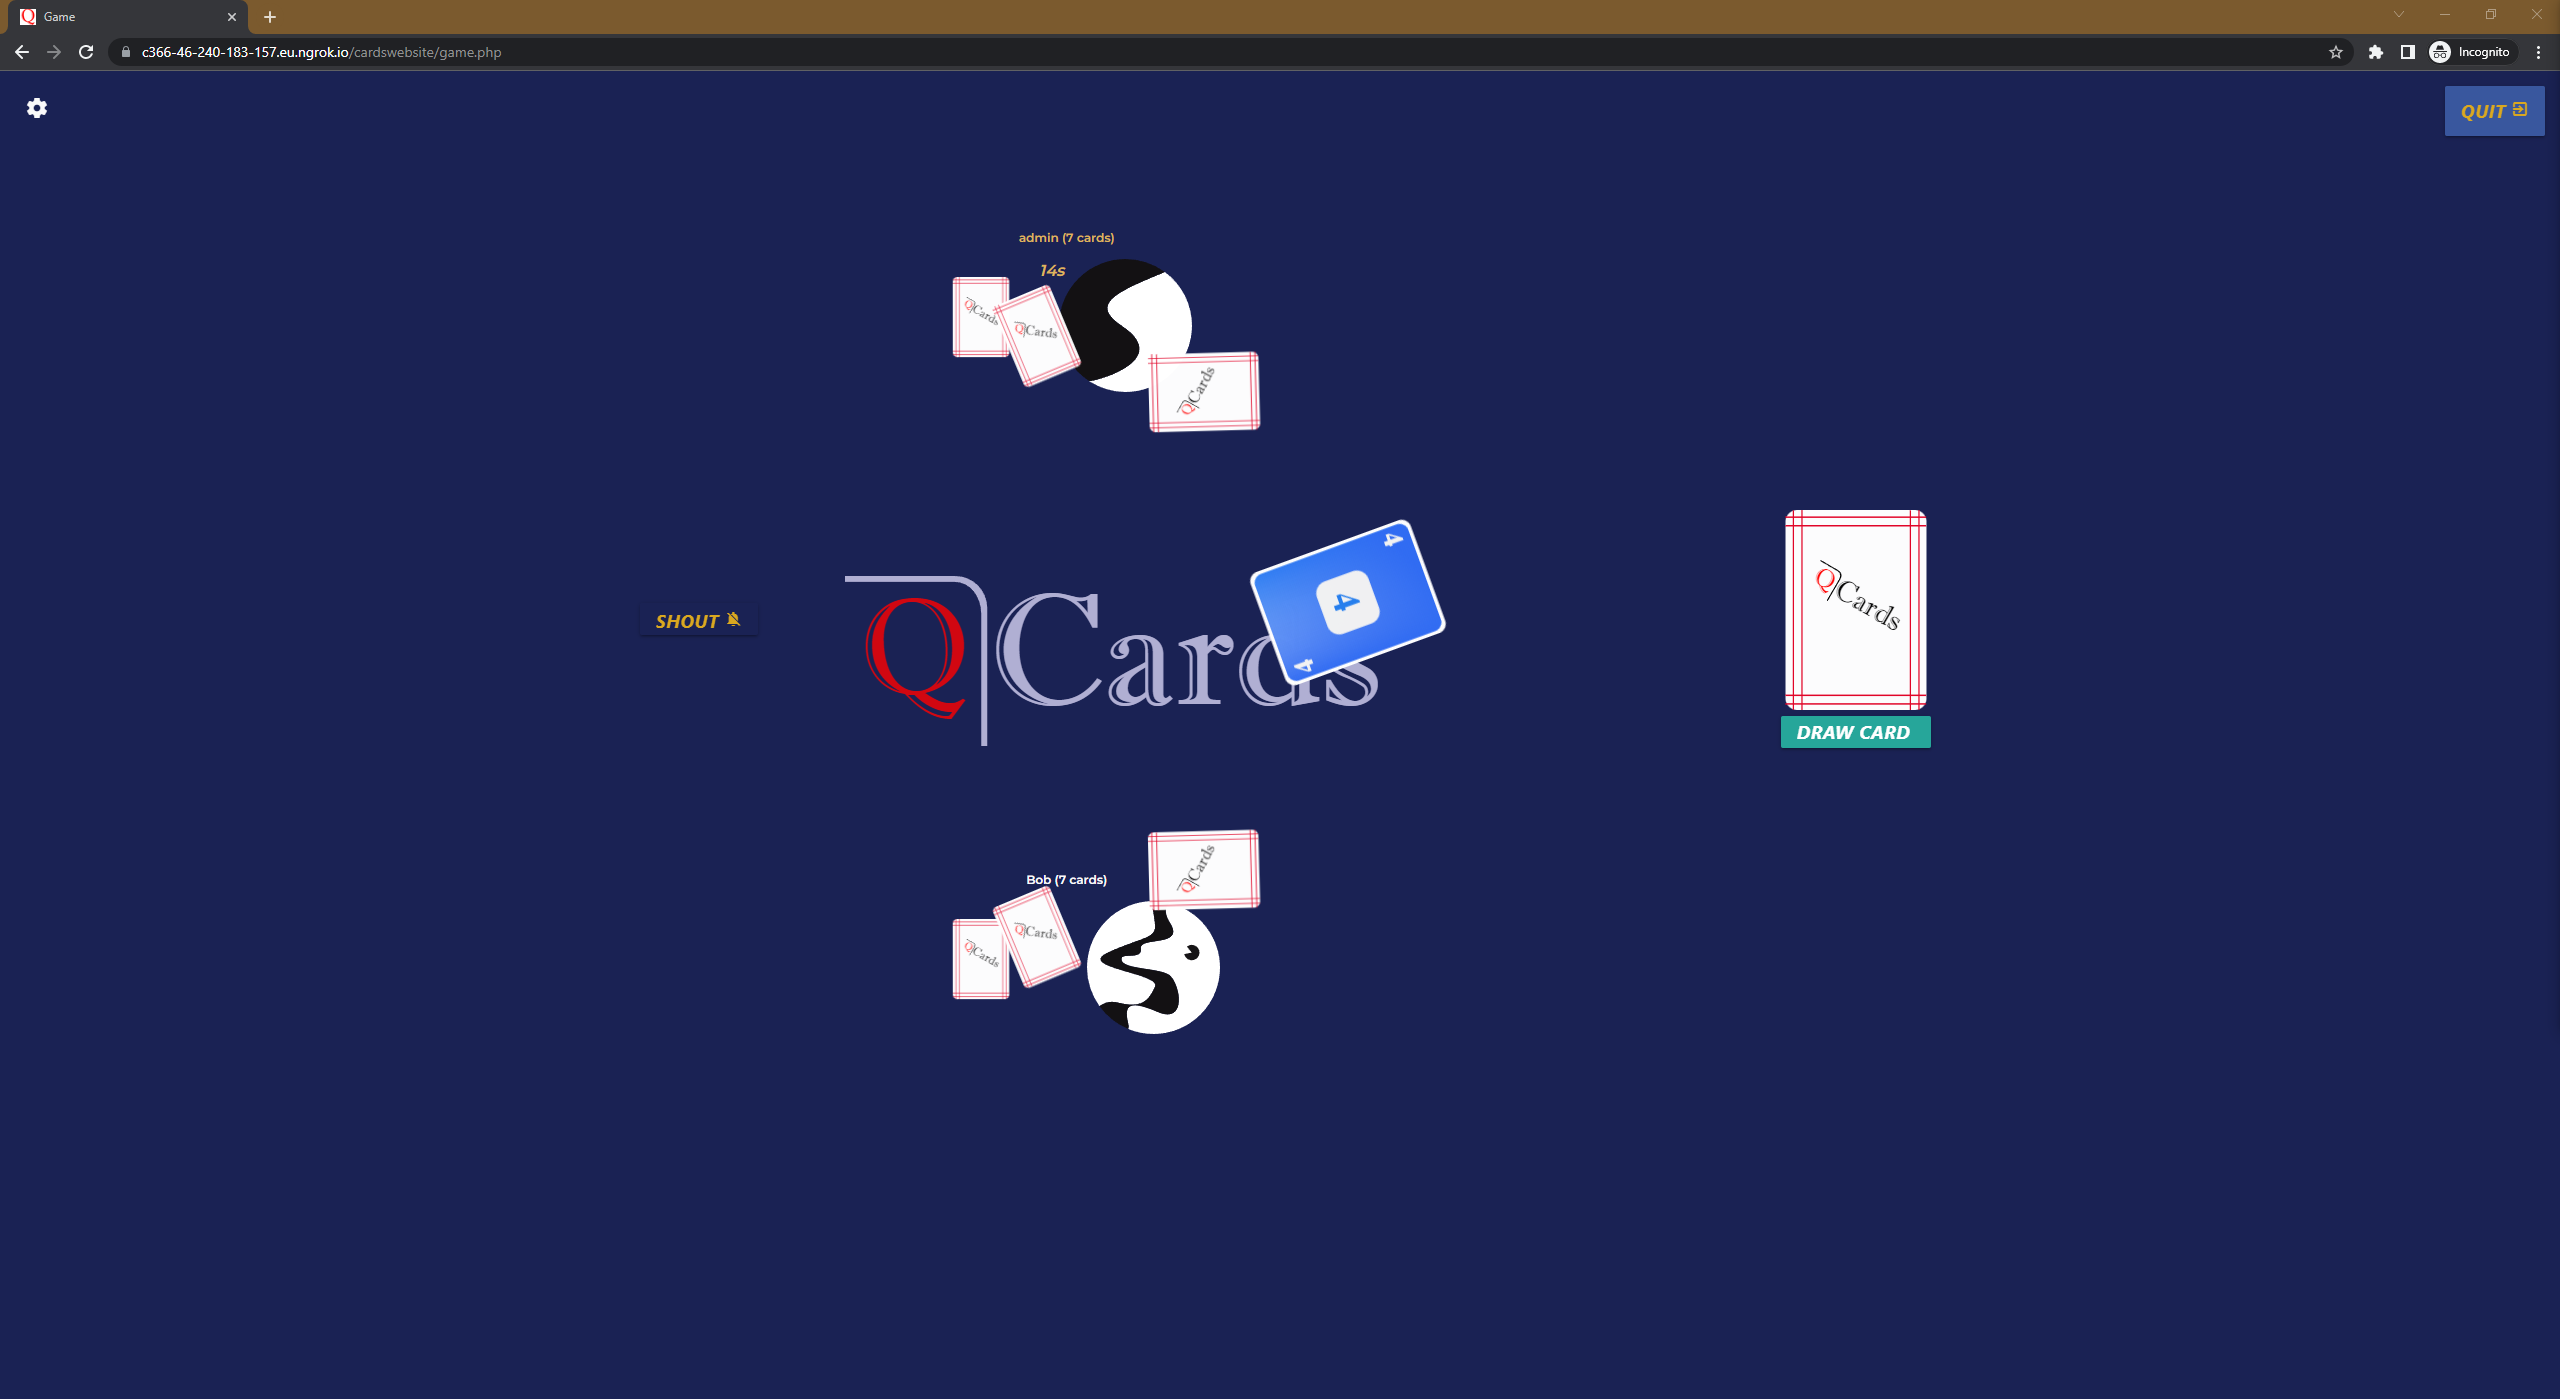 Game
c366-46-240-183-157.eu.ngrok.io/cardswebsite/game.php
Incognito
QUIT
admin (7 cards)
14s
QCards
QCards
QCards
4
4
4
QCards
SHOUT
QCards
DRAW CARD
QCards
Bob (7 cards)
QCards
QCards